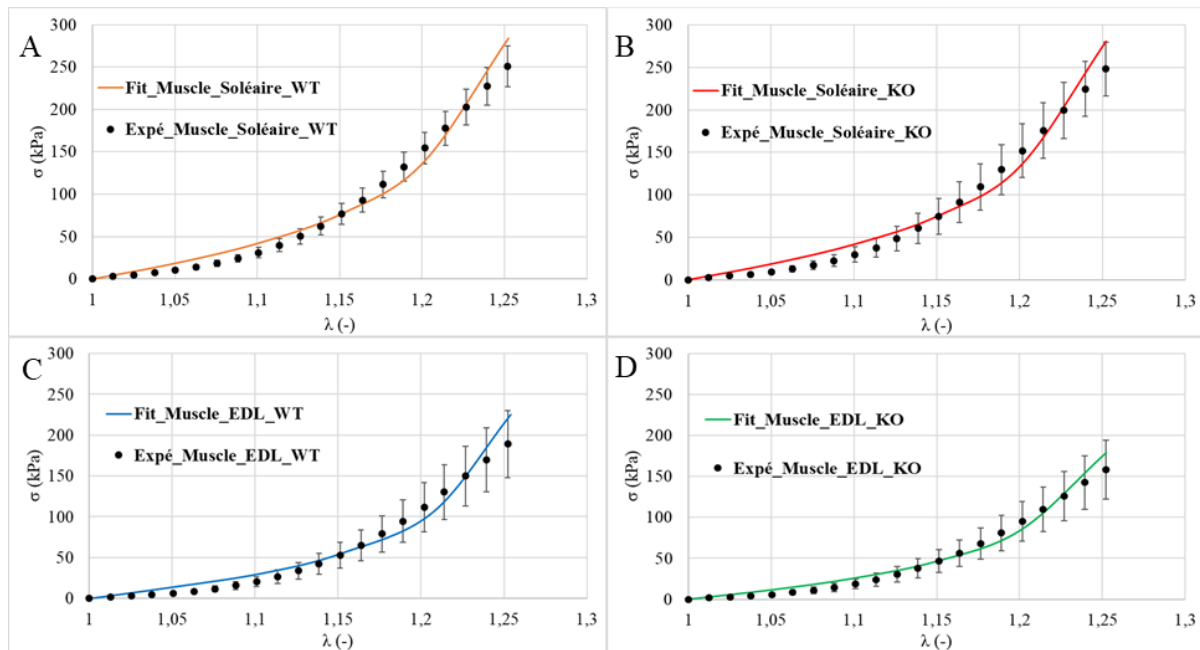 A
300
250
200
150
100
50
0
σ (kPa)
Fit_Muscle_Soléaire_WT
Expé_Muscle_Soléaire_WT
1 1,05 1,1 1,15 1,2 1,25 1,3
λ (-)
B
300
250
200
150
100
50
0
σ (kPa)
Fit_Muscle_Soléaire_KO
Expé_Muscle_Soléaire_KO
1 1,05 1,1 1,15 1,2 1,25 1,3
λ (-)
C
300
250
200
150
100
50
0
σ (kPa)
Fit_Muscle_EDL_WT
Expé_Muscle_EDL_WT
1 1,05 1,1 1,15 1,2 1,25 1,3
λ (-)
D
300
250
200
150
100
50
0
σ (kPa)
Fit_Muscle_EDL_KO
Expé_Muscle_EDL_KO
1 1,05 1,1 1,15 1,2 1,25 1,3
λ (-)